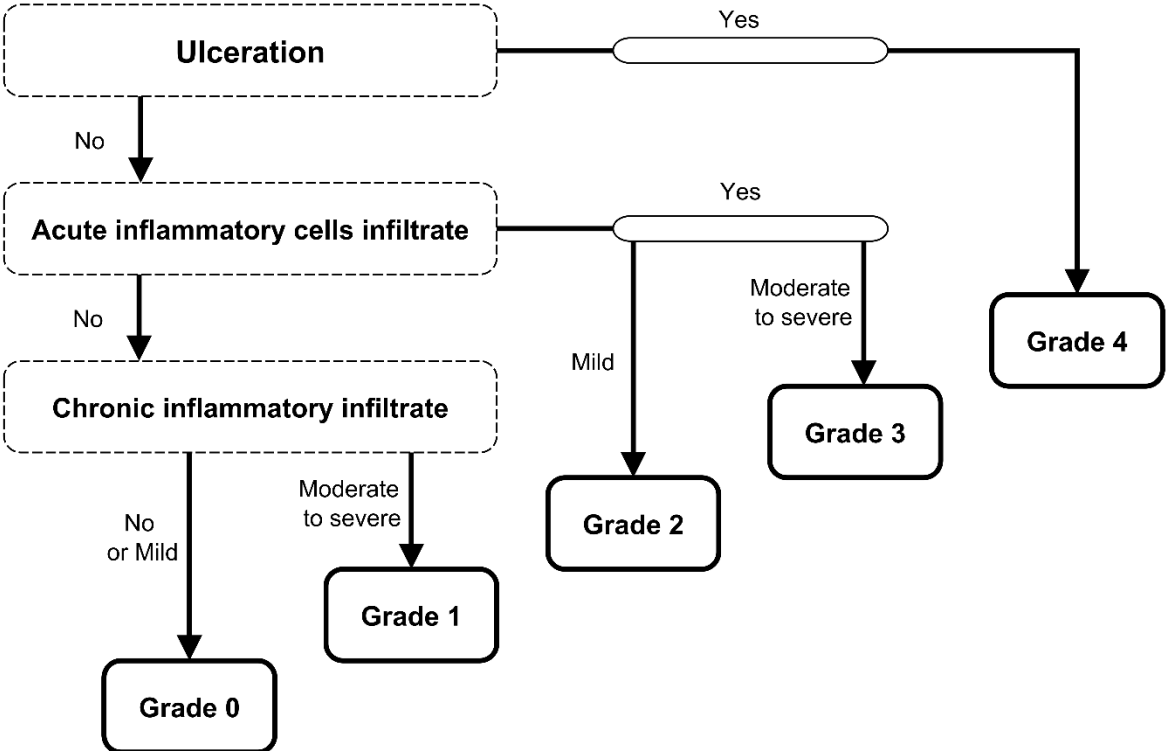 Ulceration
Yes
No
Acute inflammatory cells infiltrate
Yes
No
Moderate
to severe
Grade 4
Mild
Chronic inflammatory infiltrate
Grade 3
Moderate
to severe
No
or Mild
Grade 2
Grade 1
Grade 0